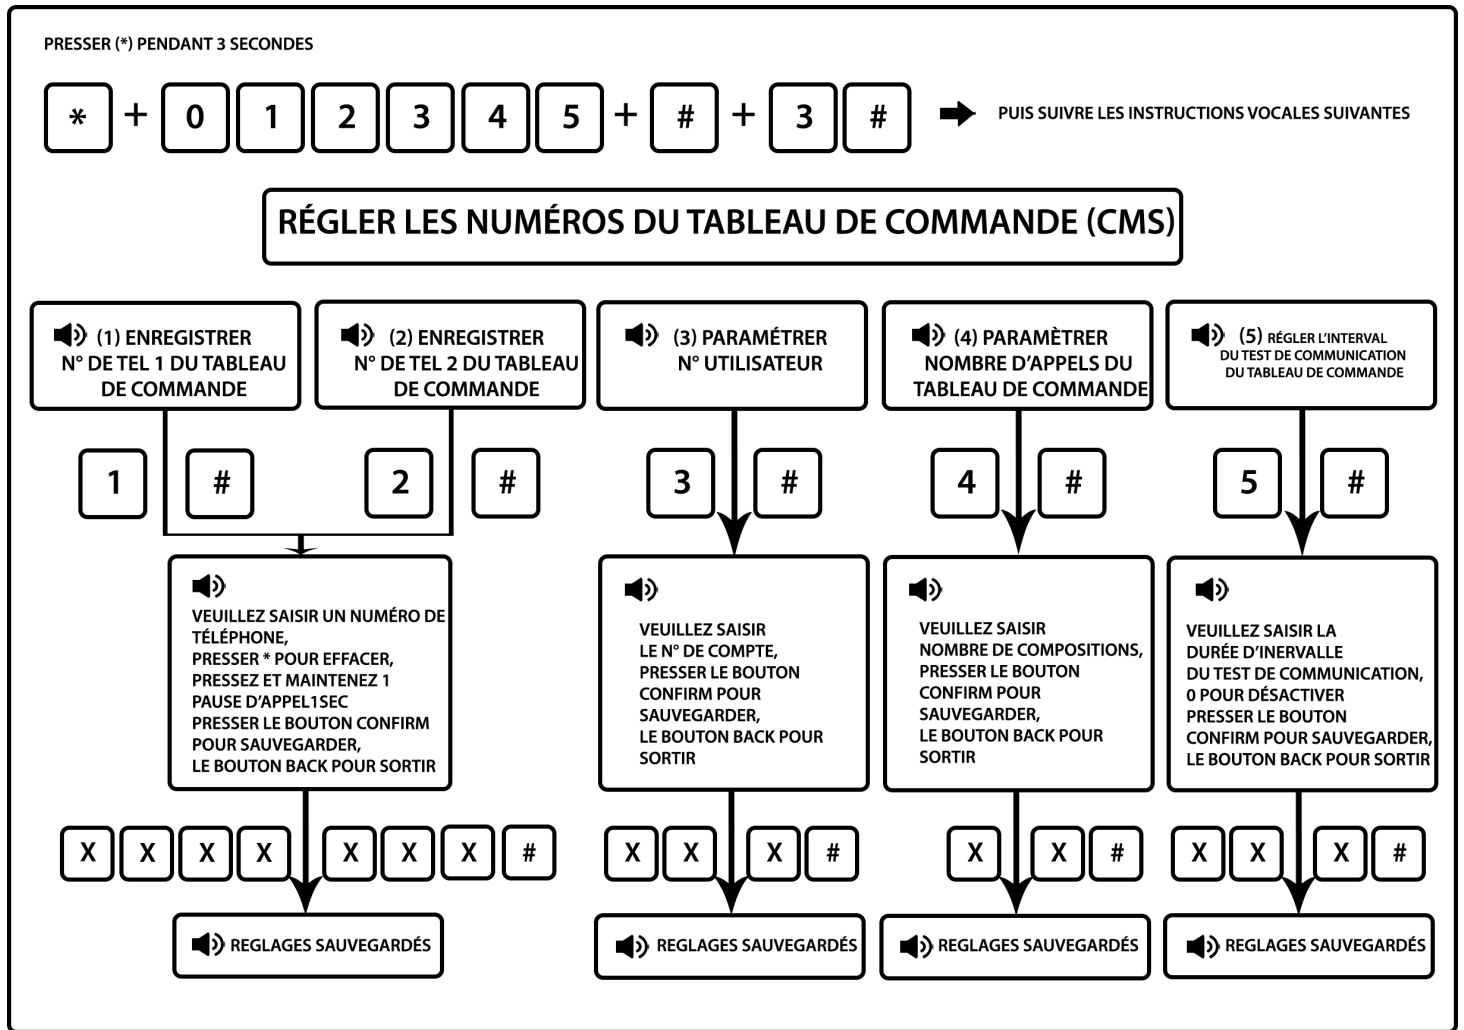 PRESSER (*) PENDANT 3 SECONDES
* + 0 1 2 3 4 5 + # + 3 # PUIS SUIVRE LES INSTRUCTIONS VOCALES SUIVANTES
RÉGLER LES NUMÉROS DU TABLEAU DE COMMANDE (CMS)
(1) ENREGISTRER
N° DE TEL 1 DU TABLEAU
DE COMMANDE
(2) ENREGISTRER
N° DE TEL 2 DU TABLEAU
DE COMMANDE
(3) PARAMÉTRER
N° UTILISATEUR
(4) PARAMÈTRER
NOMBRE D'APPELS DU
TABLEAU DE COMMANDE
(5) RÉGLER L'INTERVAL
DU TEST DE COMMUNICATION
DU TABLEAU DE COMMANDE
1 # 2 # 3 # 4 # 5 #
VEUILLEZ SAISIR UN NUMÉRO DE
TÉLÉPHONE,
PRESSER * POUR EFFACER,
PRESSEZ ET MAINTENEZ 1
PAUSE D'APPEL1SEC
PRESSER LE BOUTON CONFIRM
POUR SAUVEGARDER,
LE BOUTON BACK POUR SORTIR
VEUILLEZ SAISIR
LE N° DE COMPTE,
PRESSER LE BOUTON
CONFIRM POUR
SAUVEGARDER,
LE BOUTON BACK POUR
SORTIR
VEUILLEZ SAISIR
NOMBRE DE COMPOSITIONS,
PRESSER LE BOUTON
CONFIRM POUR
SAUVEGARDER,
LE BOUTON BACK POUR
SORTIR
VEUILLEZ SAISIR LA
DURÉE D'INERVALLE
DU TEST DE COMMUNICATION,
0 POUR DÉSACTIVER
PRESSER LE BOUTON
CONFIRM POUR SAUVEGARDER,
LE BOUTON BACK POUR SORTIR
X X X X X X X # X X X # X X # X X X #
REGLAGES SAUVEGARDÉS
REGLAGES SAUVEGARDÉS
REGLAGES SAUVEGARDÉS
REGLAGES SAUVEGARDÉS